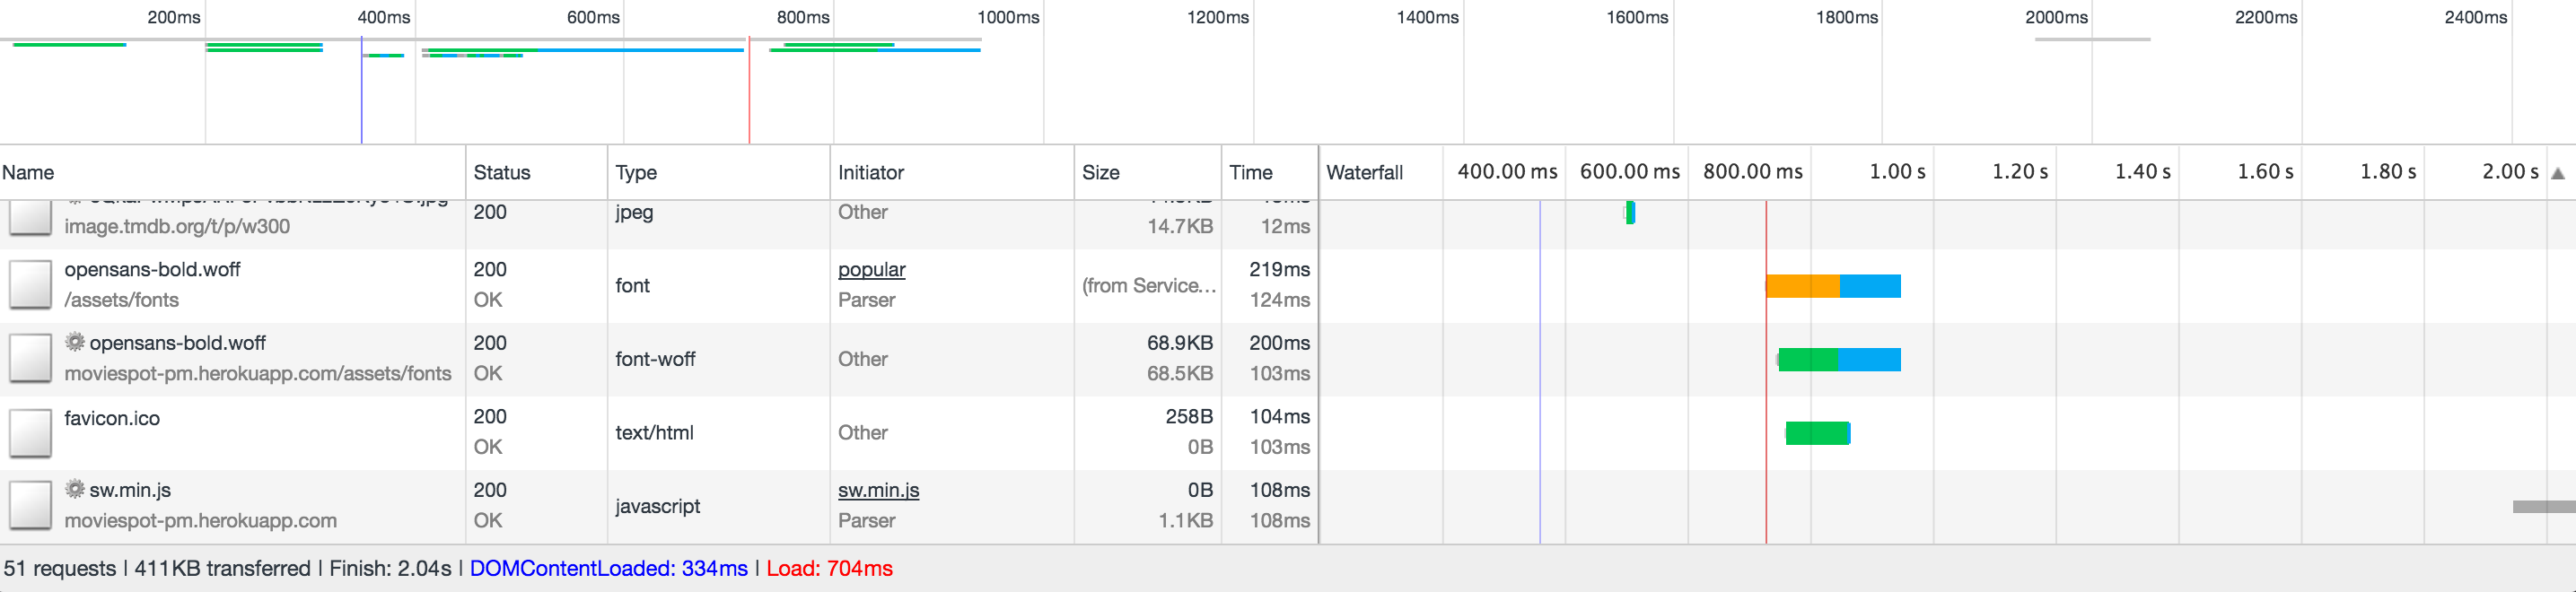 200ms 400ms 600ms 800ms 1000ms 1200ms 1400ms 1600ms 1800ms 2000ms 2200ms 2400ms
Name Status Type Initiator Size Time Waterfall 400.00 ms 600.00 ms 800.00 ms 1.00 s 1.20 s 1.40 s 1.60 s 1.80 s 2.00 s
200 jpeg Other
image.tmdb.org/t/p/w300 14.7KB 12ms
opensans-bold.woff 200 popular 219ms
font (from Service…
/assets/fonts OK Parser 124ms
opensans-bold.woff 200 68.9KB 200ms
font-woff Other
moviespot-pm.herokuapp.com/assets/fonts OK 68.5KB 103ms
favicon.ico 200 258B 104ms
text/html Other
OK 0B 103ms
sw.min.js 200 sw.min.js 0B 108ms
javascript
moviespot-pm.herokuapp.com OK Parser 1.1KB 108ms
51 requests | 411KB transferred | Finish: 2.04s | DOMContentLoaded: 334ms | Load: 704ms